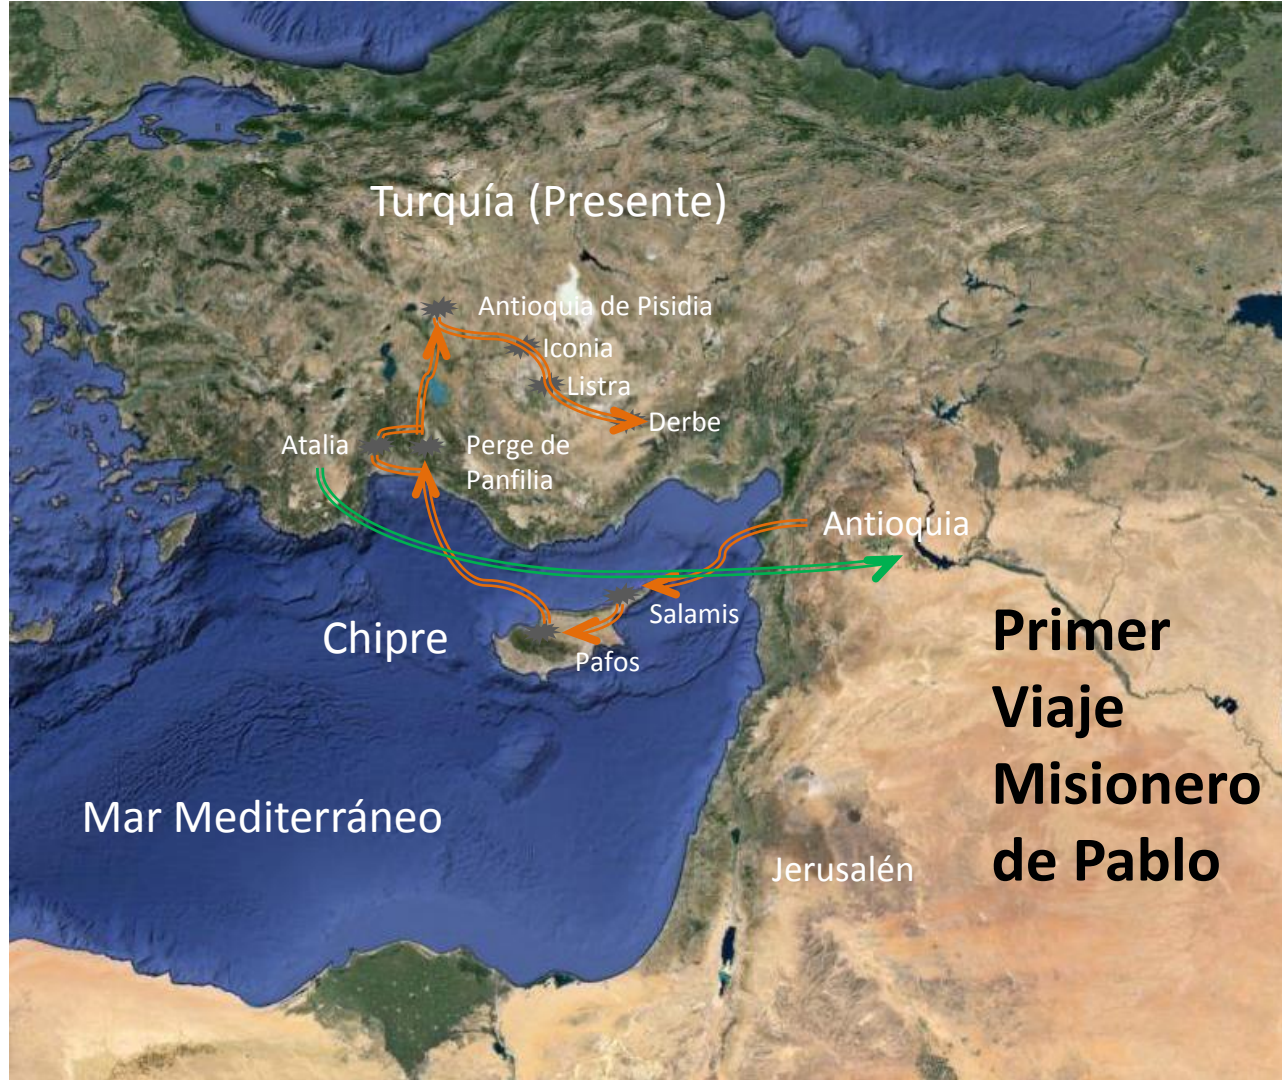 Turquía (Presente)
Antioquia de Pisidia
Iconia
Listra
Derbe
Atalia
Perge de
Panfilia
Antioquia
Salamis
Chipre
Pafos
Primer
Viaje
Misionero
de Pablo
Mar Mediterráneo
Jerusalén